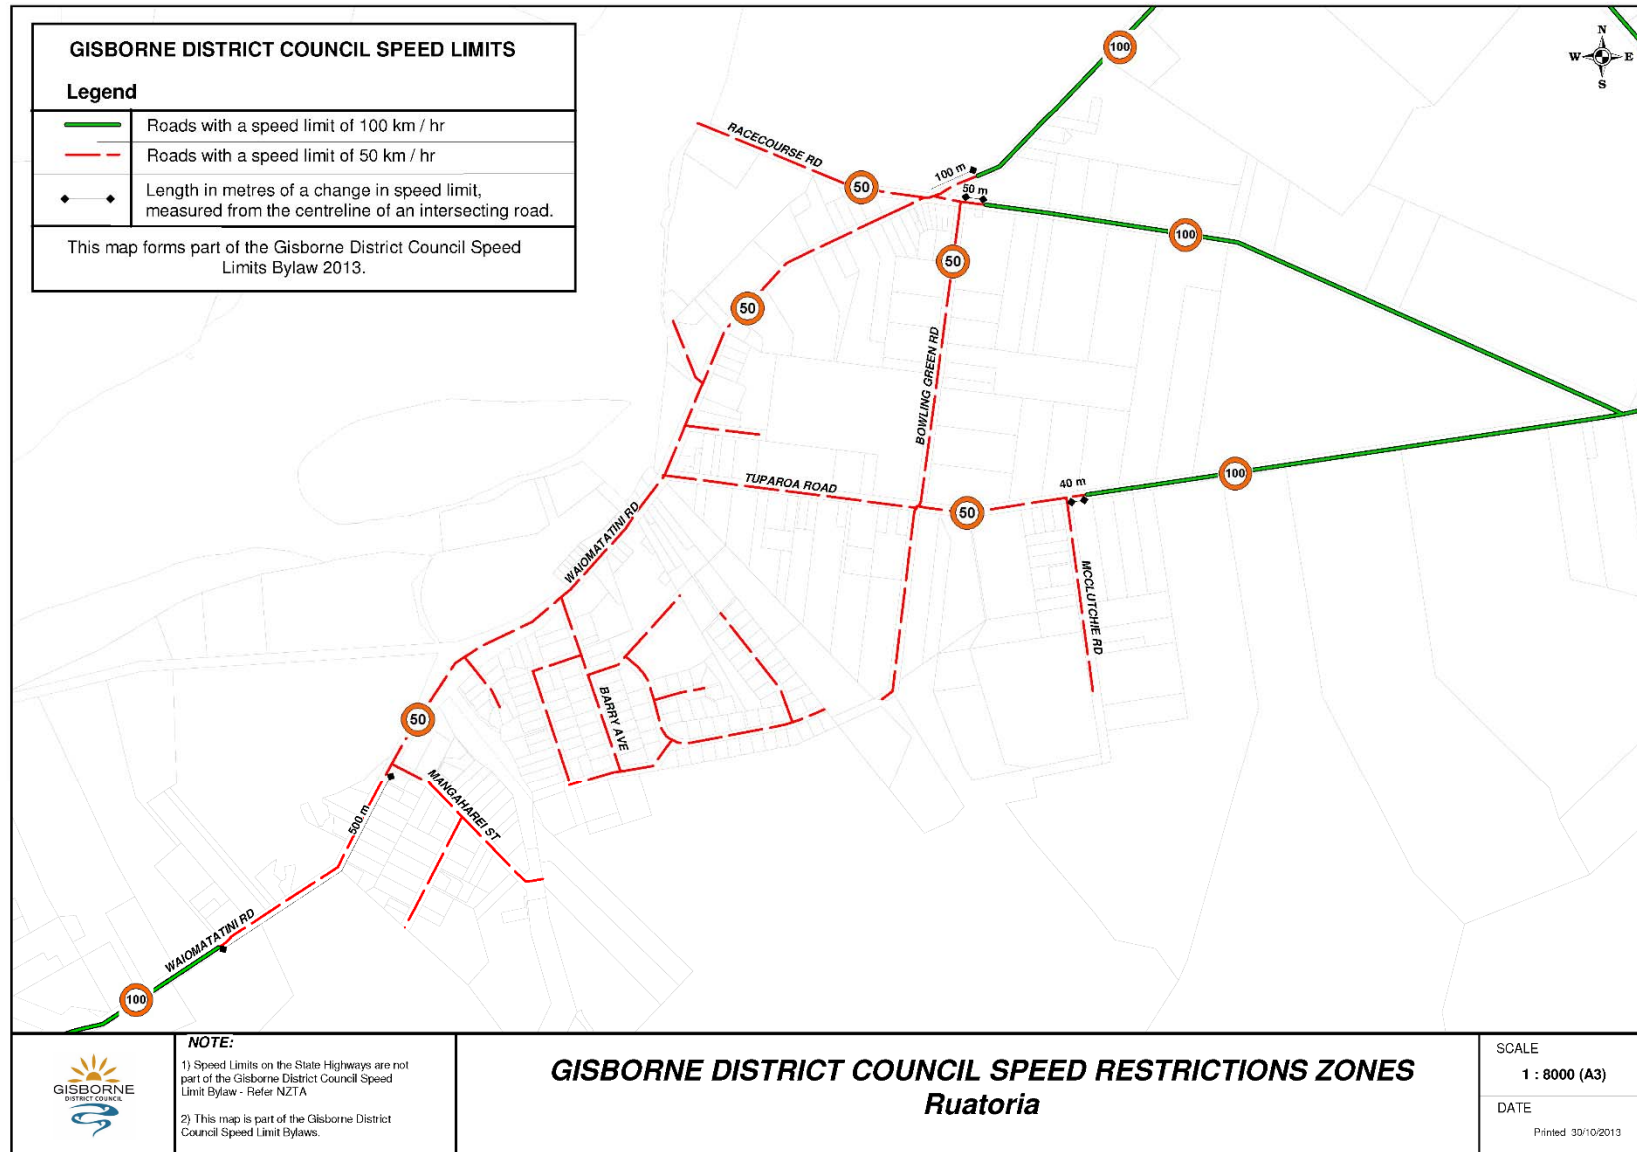 GISBORNE DISTRICT COUNCIL SPEED LIMITS
Legend
Roads with a speed limit of 100 km / hr
Roads with a speed limit of 50 km / hr
Length in metres of a change in speed limit,
measured from the centreline of an intersecting road.
This map forms part of the Gisborne District Council Speed
Limits Bylaw 2013.
N
W
E
S
100
RACECOURSE RD
100 m
50
50 m
100
50
50
BOWLING GREEN RD
100
TUPAROA ROAD
40 m
50
WAIOMATATINI RD
MCCLUTCHIE RD
BARRY AVE
50
MANGAHAREI ST
500 m
WAIOMATATINI RD
100
GISBORNE
DISTRICT COUNCIL
NOTE:
1) Speed Limits on the State Highways are not
part of the Gisborne District Council Speed
Limit Bylaw - Refer NZTA
2) This map is part of the Gisborne District
Council Speed Limit Bylaws.
GISBORNE DISTRICT COUNCIL SPEED RESTRICTIONS ZONES
Ruatoria
SCALE
1 : 8000 (A3)
DATE
Printed 30/10/2013